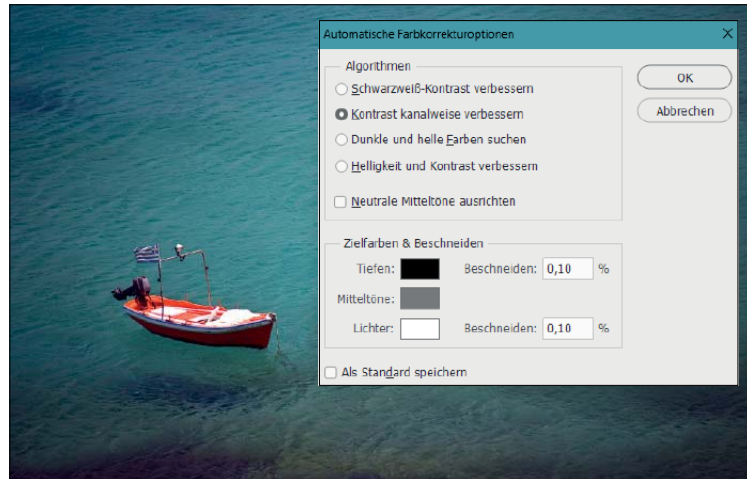 Automatische Farbkorrekturoptionen
Algorithmen
Schwarzweiß-Kontrast verbessern
Kontrast kanalweise verbessern
Dunkle und helle Farben suchen
Helligkeit und Kontrast verbessern
Neutrale Mitteltöne ausrichten
OK
Abbrechen
Zielfarben & Beschneiden
Tiefen: Beschneiden: 0,10 %
Mitteltöne:
Lichter: Beschneiden: 0,10 %
Als Standard speichern